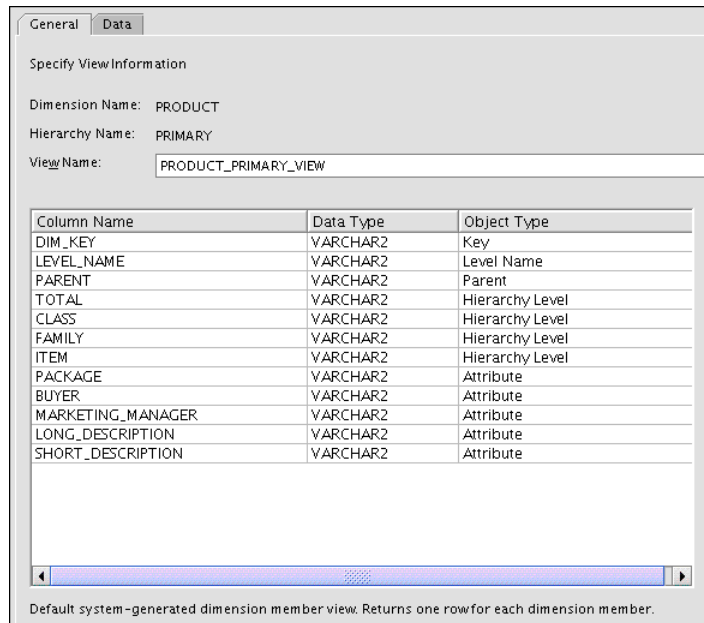 General Data
Specify View Information
Dimension Name: PRODUCT
Hierarchy Name: PRIMARY
View Name: PRODUCT_PRIMARY_VIEW
Column Name Data Type Object Type
DIM_KEY VARCHAR2 Key
LEVEL_NAME VARCHAR2 Level Name
PARENT VARCHAR2 Parent
TOTAL VARCHAR2 Hierarchy Level
CLASS VARCHAR2 Hierarchy Level
FAMILY VARCHAR2 Hierarchy Level
ITEM VARCHAR2 Hierarchy Level
PACKAGE VARCHAR2 Attribute
BUYER VARCHAR2 Attribute
MARKETING_MANAGER VARCHAR2 Attribute
LONG_DESCRIPTION VARCHAR2 Attribute
SHORT_DESCRIPTION VARCHAR2 Attribute
Default system-generated dimension member view. Returns one row for each dimension member.